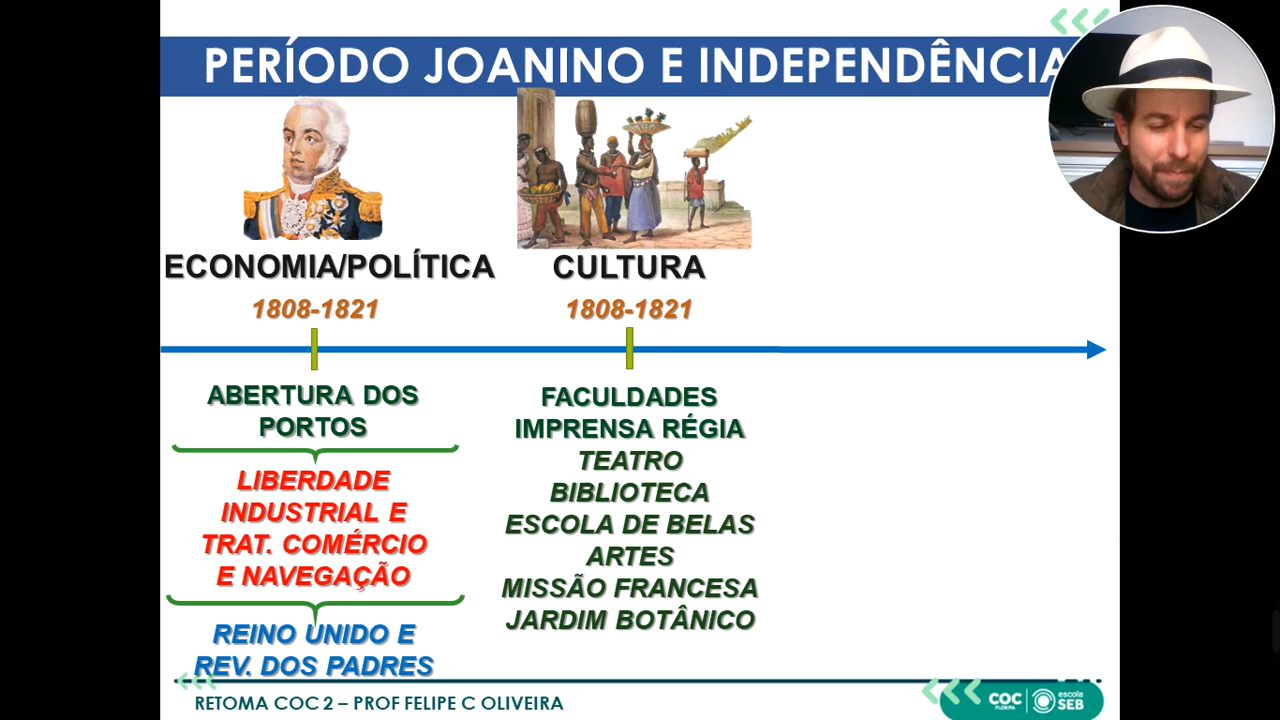 PERÍODO JOANINO E INDEPENDÊNCIA
ECONOMIA/POLÍTICA
1808-1821
ABERTURA DOS
PORTOS
LIBERDADE
INDUSTRIAL E
TRAT. COMÉRCIO
E NAVEGAÇÃO
REINO UNIDO E
REV. DOS PADRES
CULTURA
1808-1821
FACULDADES
IMPRENSA RÉGIA
TEATRO
BIBLIOTECA
ESCOLA DE BELAS
ARTES
MISSÃO FRANCESA
JARDIM BOTÂNICO
RETOMA COC 2 – PROF FELIPE C OLIVEIRA
COC
FLORIPA
escola
SEB